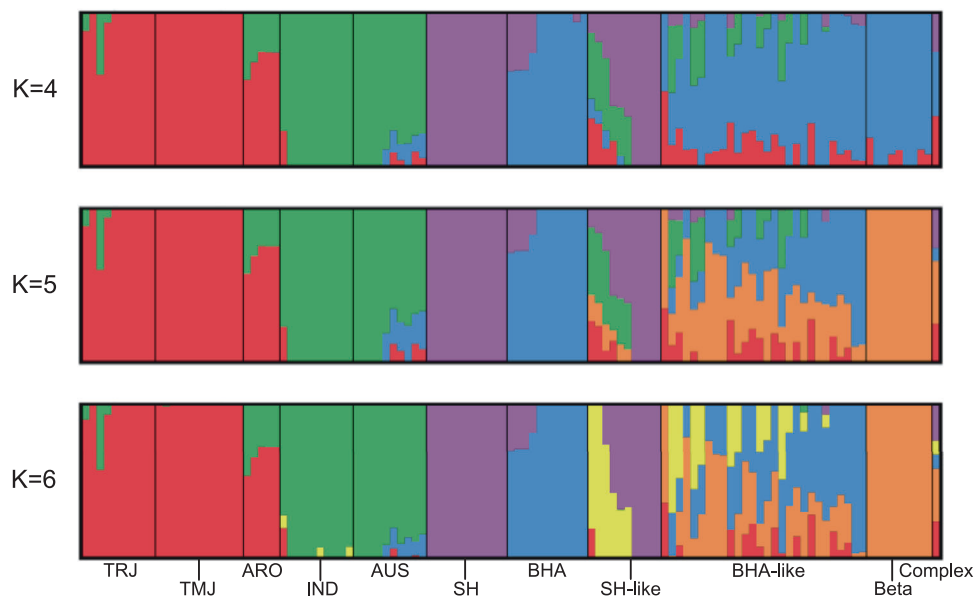 K=4
K=5
K=6
TRJ ARO AUS BHA BHA-like Complex
TMJ IND SH SH-like Beta